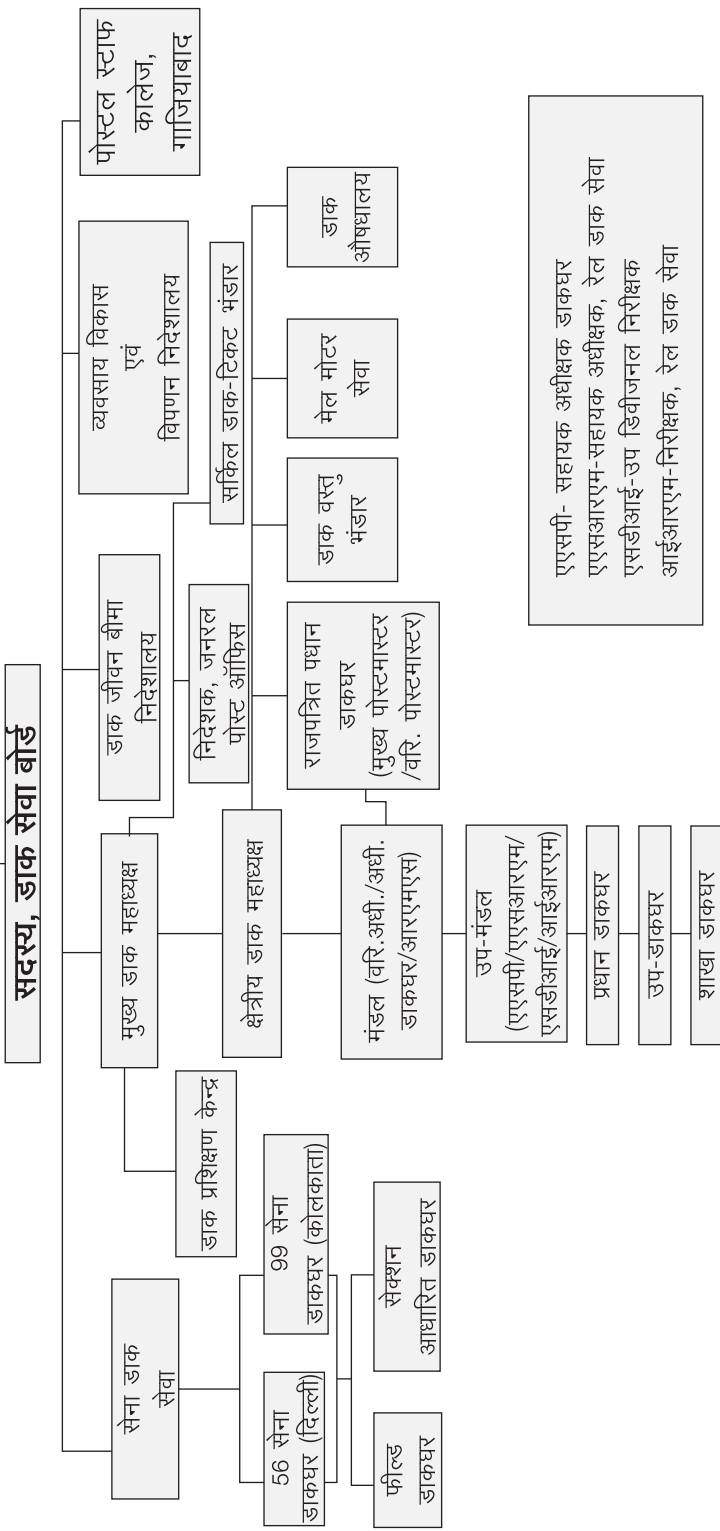 सदस्य, डाक सेवा बोर्ड
सेना डाक
सेवा
मुख्य डाक महाध्यक्ष
डाक जीवन बीमा
निदेशालय
व्यवसाय विकास
एवं
विपणन निदेशालय
पोस्टल स्टाफ
कालेज,
गाजियाबाद
डाक प्रशिक्षण केन्द्र
निदेशक, जनरल
पोस्ट ऑफिस
सर्किल डाक-टिकट भंडार
56 सेना
डाकघर (दिल्ली)
99 सेना
डाकघर (कोलकाता)
क्षेत्रीय डाक महाध्यक्ष
फील्ड
डाकघर
सेक्शन
आधारित डाकघर
मंडल (वरि.अधी./अधी.
डाकघर/आरएमएस)
राजपत्रित पधान
डाकघर
(मुख्य पोस्टमास्टर
/वरि. पोस्टमास्टर)
डाक वस्तु
भंडार
मेल मोटर
सेवा
डाक
औषधालय
उप-मंडल
(एएसपी/एएसआरएम/
एसडीआई/आईआरएम)
प्रधान डाकघर
उप-डाकघर
शाखा डाकघर
एएसपी- सहायक अधीक्षक डाकघर
एएसआरएम-सहायक अधीक्षक, रेल डाक सेवा
एसडीआई-उप डिवीजनल निरीक्षक
आईआरएम-निरीक्षक, रेल डाक सेवा